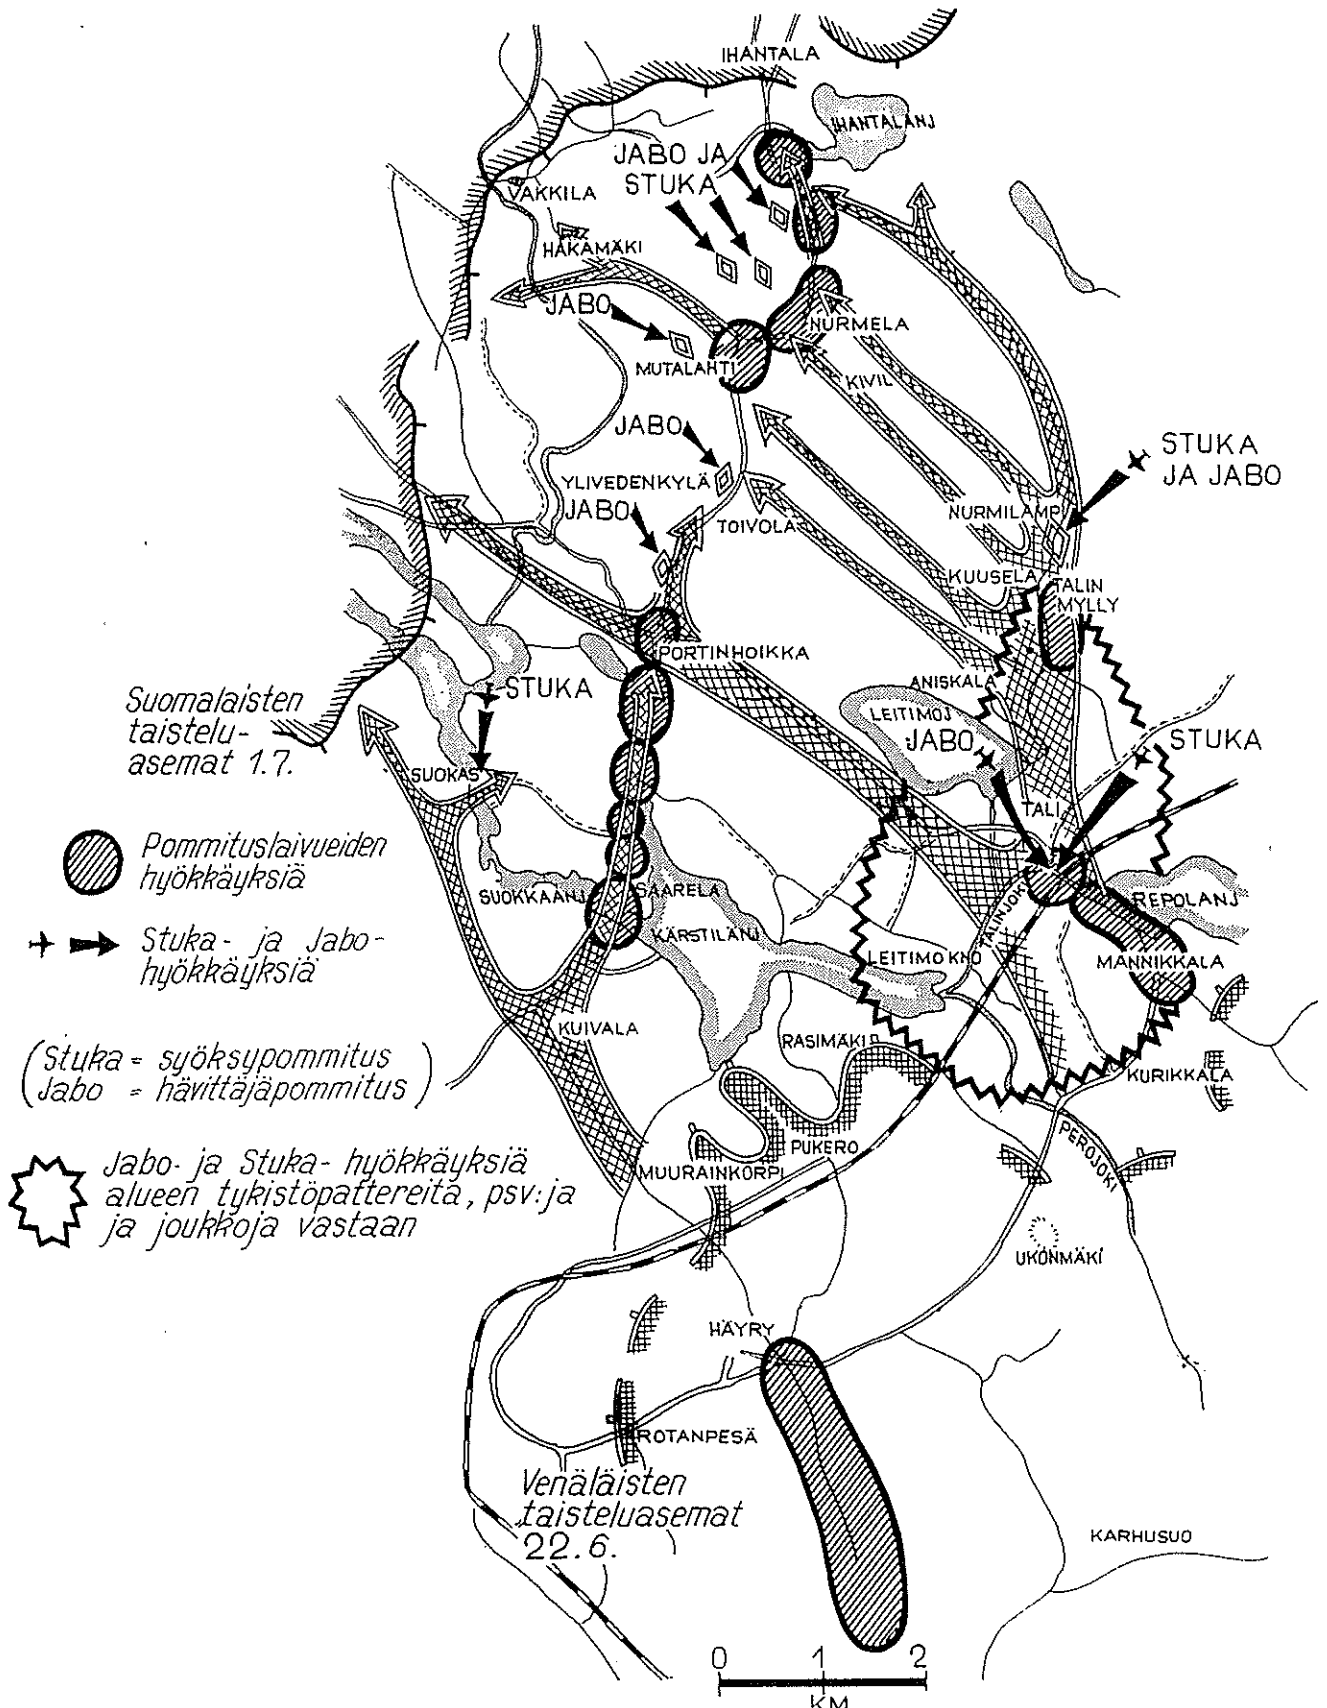 IHANTALA
IHANTALANJ
JABO JA
STUKA
VAKKILA
HÄKÄMÄKI
JABO
NURMELA
MUTALAHTI
KIVIL
JABO
STUKA
JA JABO
YLIVEDENKYLÄ
JABO
TOIVOLA
NURMILAMPI
KUUSELA
TALIN
MYLLY
PORTINHOIKKA
ANISKALA
STUKA
LEITIMOJ
JABO
STUKA
Suomalaisten
taistelu-
asemat 1.7.
SUOKAS
TALI
Pommituslaivueiden
hyökkäyksiä
SUOKKAANJ
SAARELA
TALINJOKI
REPOLANJ
KÄRSTILÄNJ
Stuka- ja Jabo-
hyökkäyksiä
LEITIMO KNO
MANNIKKALA
KUIVALA
RASIMÄKI
(Stuka = syöksypommitus
Jabo = hävittäjäpommitus)
KURIKKALA
PUKERO
PEROJOKI
MUURAINKORPI
Jabo- ja Stuka- hyökkäyksiä
alueen tykistöpattereita, psv:ja
ja joukkoja vastaan
UKONMÄKI
HÄYRY
ROTANPESÄ
Venäläisten
taisteluasemat
22.6.
KARHUSUO
0 1 2
KM